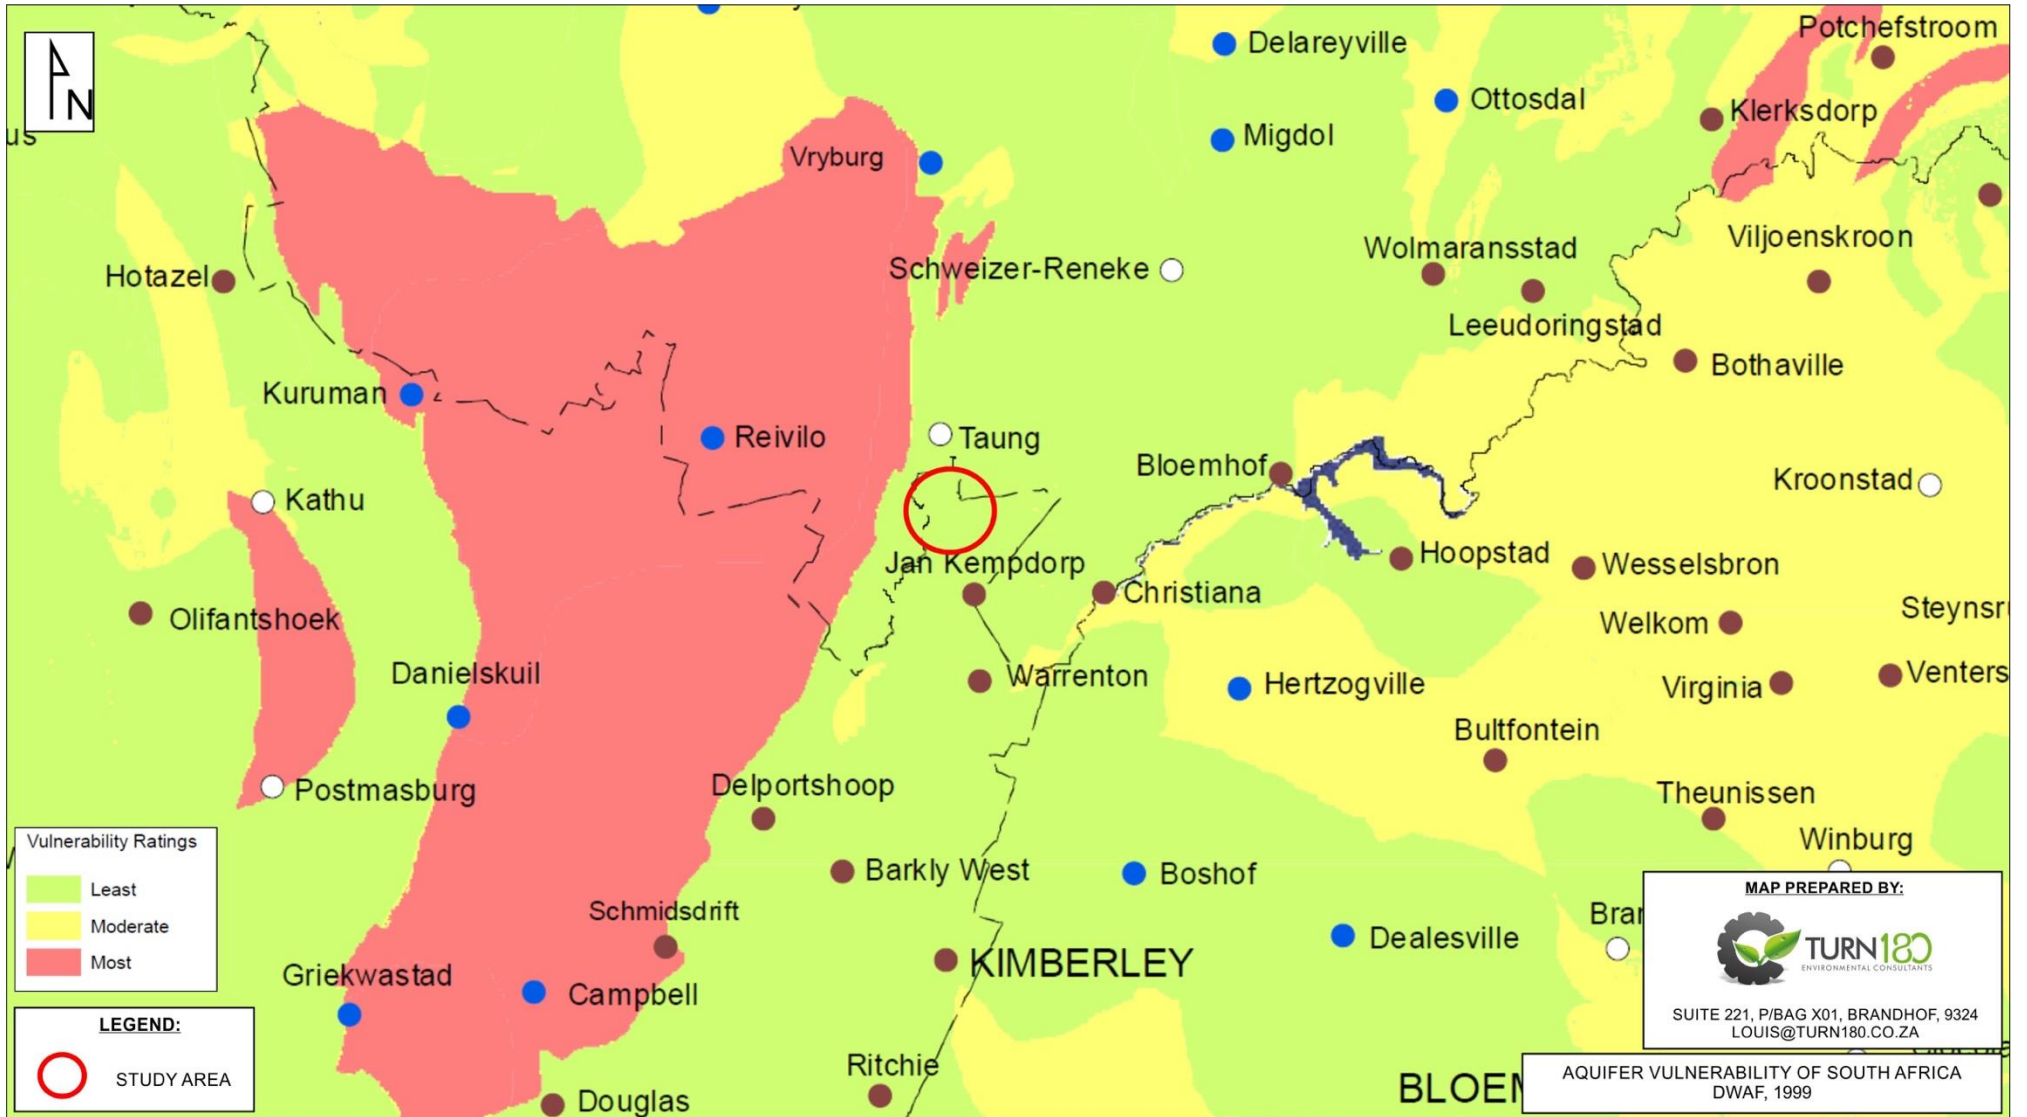 Potchefstroom
Delareyville
N
Ottosdal
Klerksdorp
us
Migdol
Vryburg
Viljoenskroon
Wolmaransstad
Schweizer-Reneke
Hotazel
Leeudoringstad
Bothaville
Kuruman
Reivilo
Taung
Bloemhof
Kroonstad
Kathu
Hoopstad
Jan Kempdorp
Wesselsbron
Christiana
Steynsru
Olifantshoek
Welkom
Danielskuil
Warrenton
Hertzogville
Virginia
Venters
Bultfontein
Delportshoop
Postmasburg
Theunissen
Winburg
Vulnerability Ratings
Least
Moderate
Most
Barkly West
Boshof
Schmidsdrift
Bran
Dealesville
KIMBERLEY
Griekwastad
Campbell
MAP PREPARED BY:
TURN180
ENVIRONMENTAL CONSULTANTS
SUITE 221, P/BAG X01, BRANDHOF, 9324
LOUIS@TURN180.CO.ZA
LEGEND:
STUDY AREA
Ritchie
Douglas
BLOEM
AQUIFER VULNERABILITY OF SOUTH AFRICA
DWAF, 1999